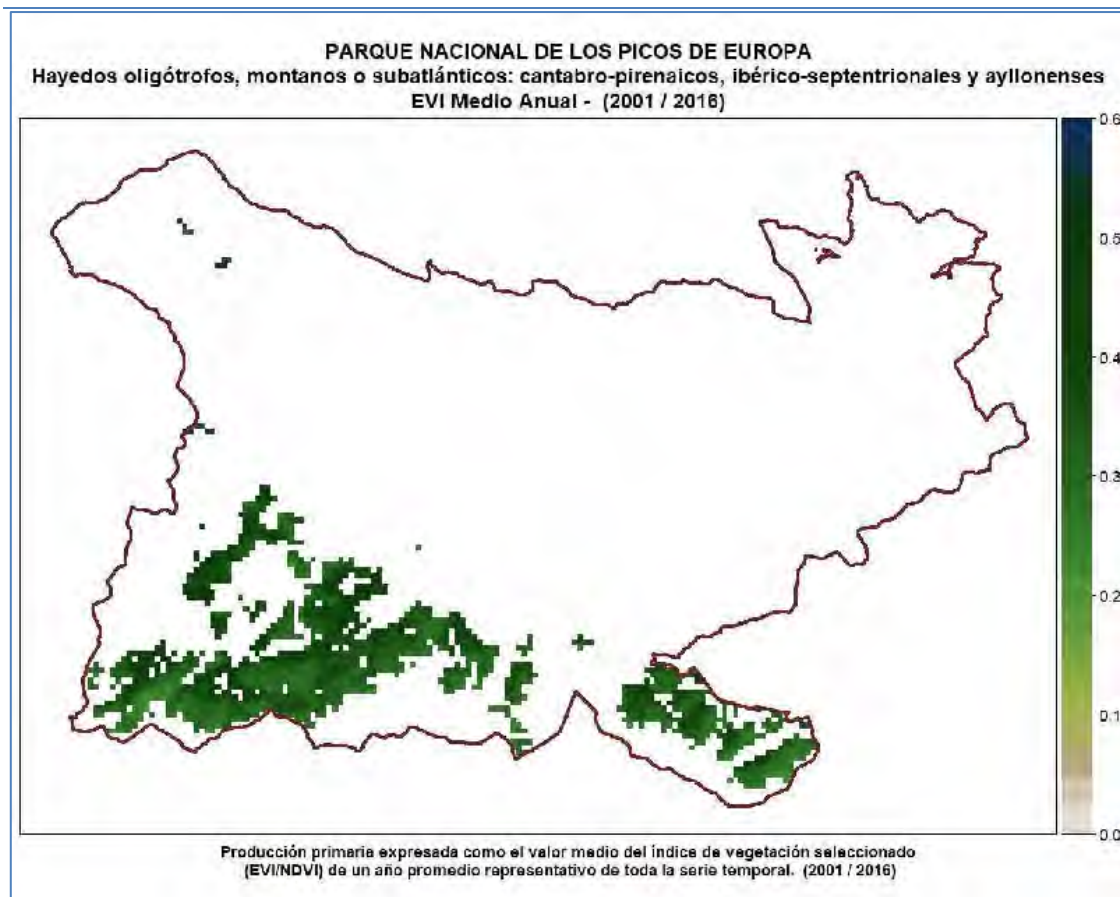 PARQUE NACIONAL DE LOS PICOS DE EUROPA
Hayedos oligótrofos, montanos o subatlánticos: cantabro-pirenaicos, ibérico-septentrionales y ayllonenses
EVI Medio Anual - (2001 / 2016)
0.6
0.5
0.4
0.3
0.2
0.1
0.0
Producción primaria expresada como el valor medio del índice de vegetación seleccionado
(EVI/NDVI) de un año promedio representativo de toda la serie temporal. (2001 / 2016)